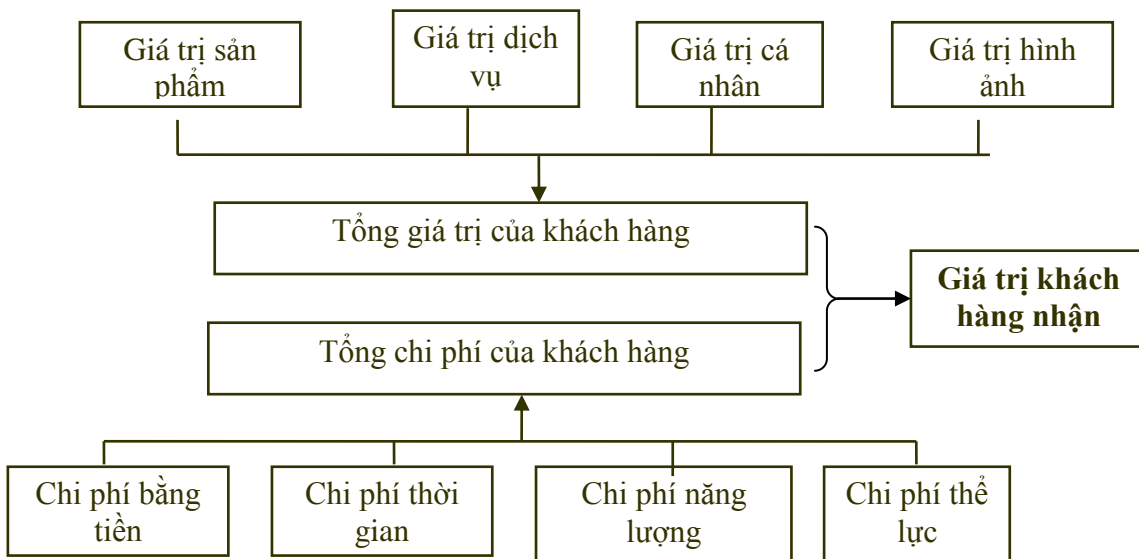 Giá trị sản
phẩm
Giá trị dịch
vụ
Giá trị cá
nhân
Giá trị hình
ảnh
Tổng giá trị của khách hàng
Giá trị khách
hàng nhận
Tổng chi phí của khách hàng
Chi phí bằng
tiền
Chi phí thời
gian
Chi phí năng
lượng
Chi phí thể
lực